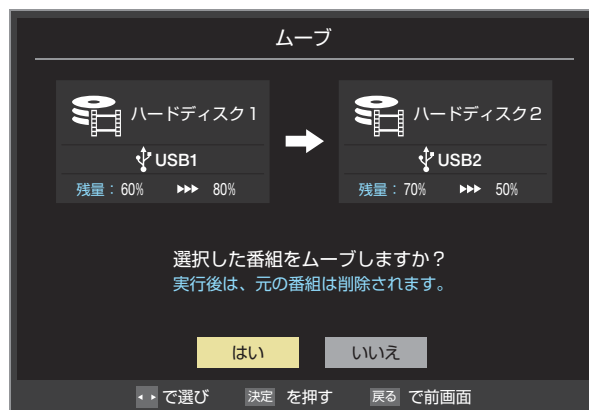 ムーブ
ハードディスク1
USB1
残量：60% ▸▸▸ 80%
ハードディスク2
USB2
残量：70% ▸▸▸ 50%
選択した番組をムーブしますか？
実行後は、元の番組は削除されます。
はい いいえ
で選び 決定 を押す 戻る で前画面